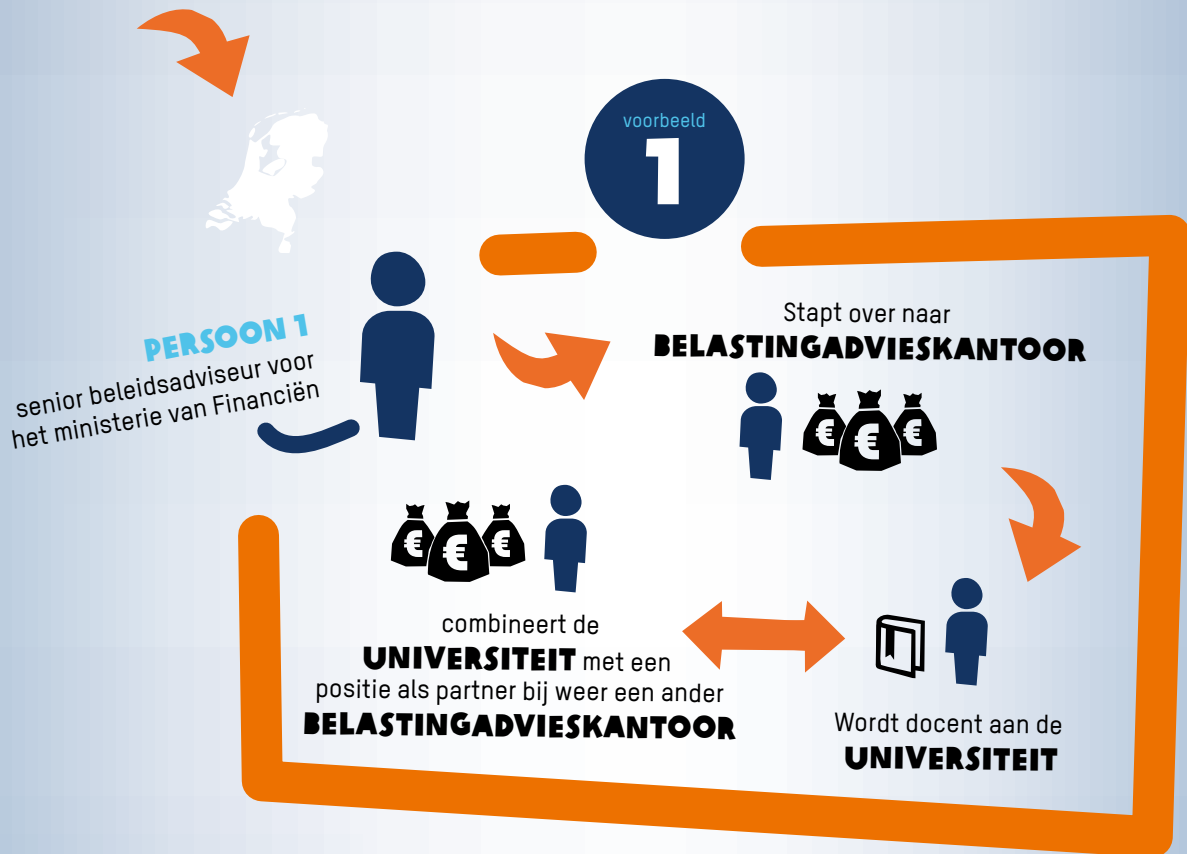 voorbeeld
1
PERSOON 1
senior beleidsadviseur voor
het ministerie van Financiën
Stapt over naar
BELASTINGADVIESKANTOOR
€ € €
€ € €
combineert de
UNIVERSITEIT met een
positie als partner bij weer een ander
BELASTINGADVIESKANTOOR
Wordt docent aan de
UNIVERSITEIT